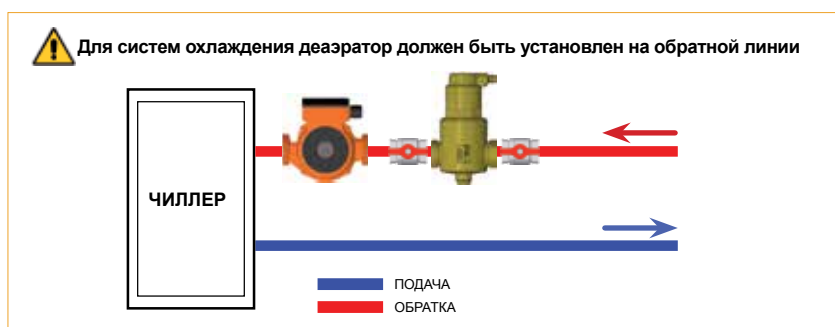 Для систем охлаждения деаэратор должен быть установлен на обратной линии
ЧИЛЛЕР
ПОДАЧА
ОБРАТКА